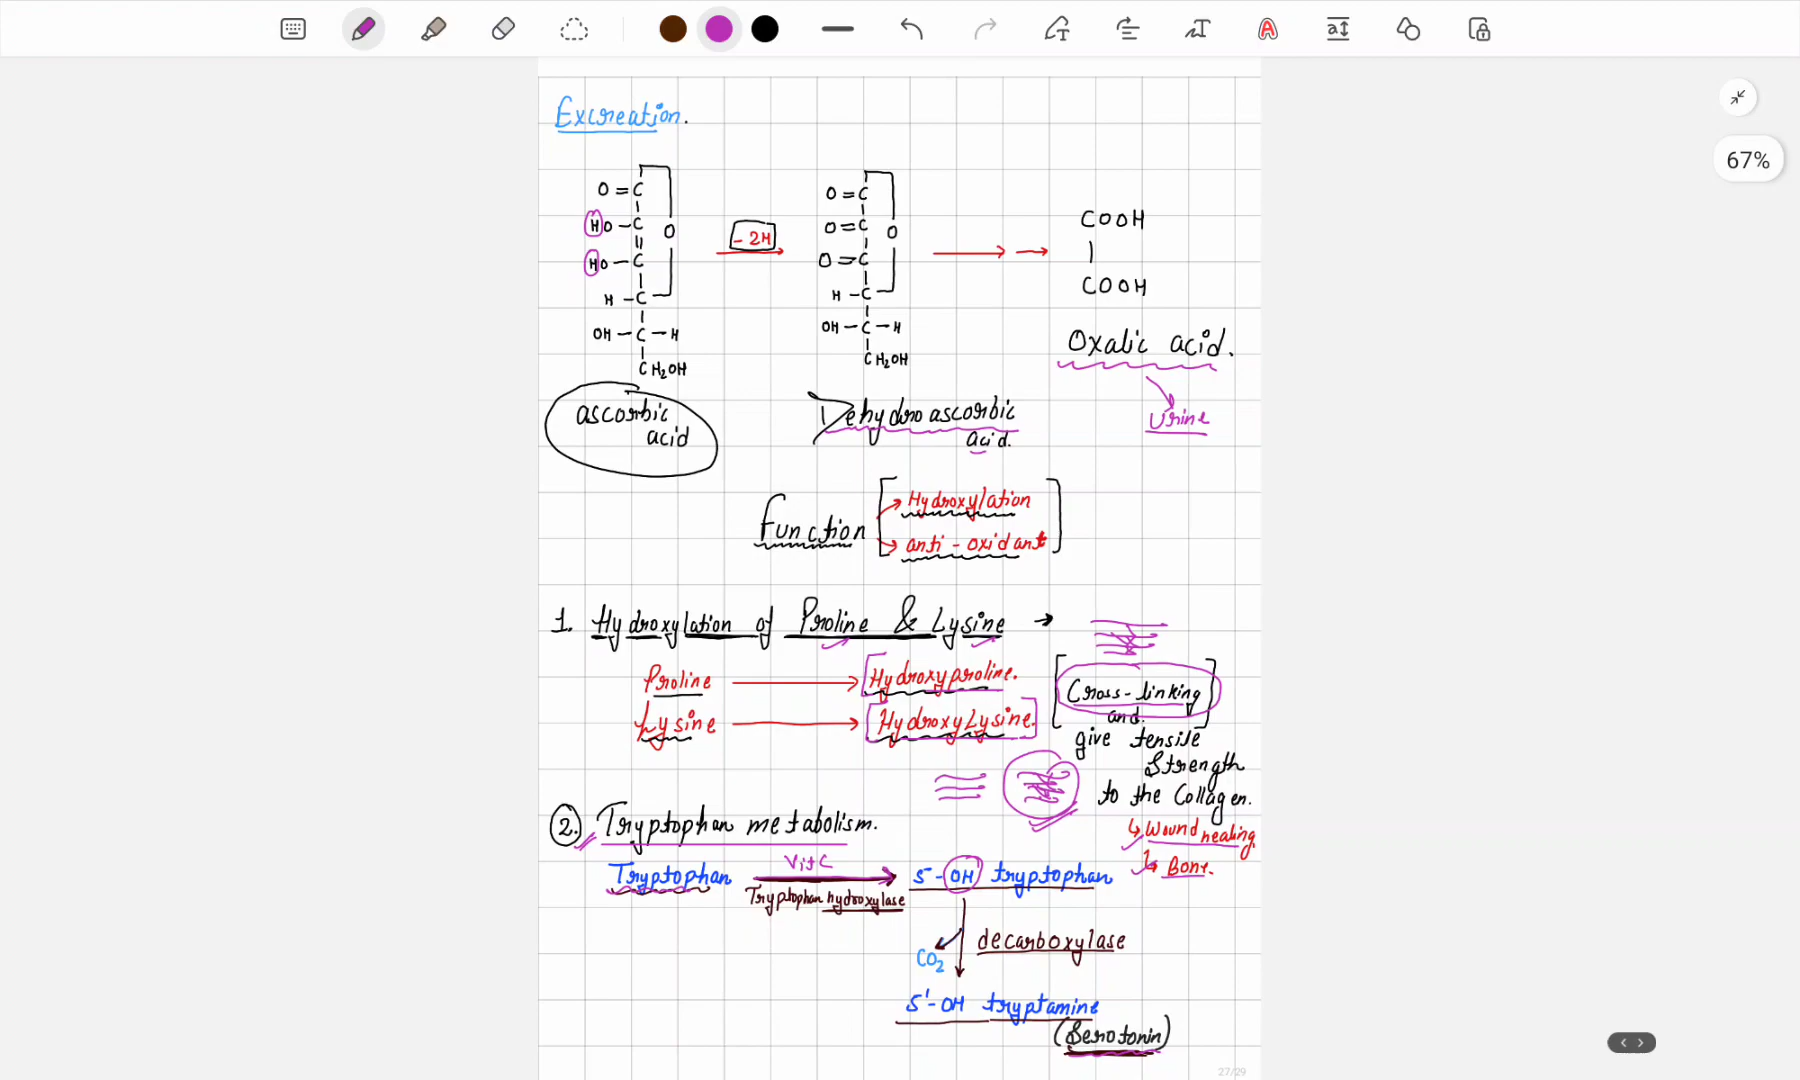 67%
Excreation.
O=C
HO-C
O
HO-C
H-C
OH-C-H
CH₂OH
ascorbic
acid
- 2H
O=C
O=C
O
O=C
H-C
OH-C-H
CH₂OH
Dehydroascorbic
acid.
COOH
|
COOH
Oxalic acid.
Urine
Function
Hydroxylation
anti-oxidant
1. Hydroxylation of Proline & Lysine →
Proline → Hydroxyproline.
Lysine → HydroxyLysine.
Cross-linking
and
give tensile
Strength
to the Collagen.
↳ Wound healing
↳ Bone.
2. Tryptophan metabolism.
Vit C
Tryptophan → 5-OH tryptophan
Tryptophan hydroxylase
decarboxylase
CO₂
5'-OH tryptamine
(Serotonin)
27/29